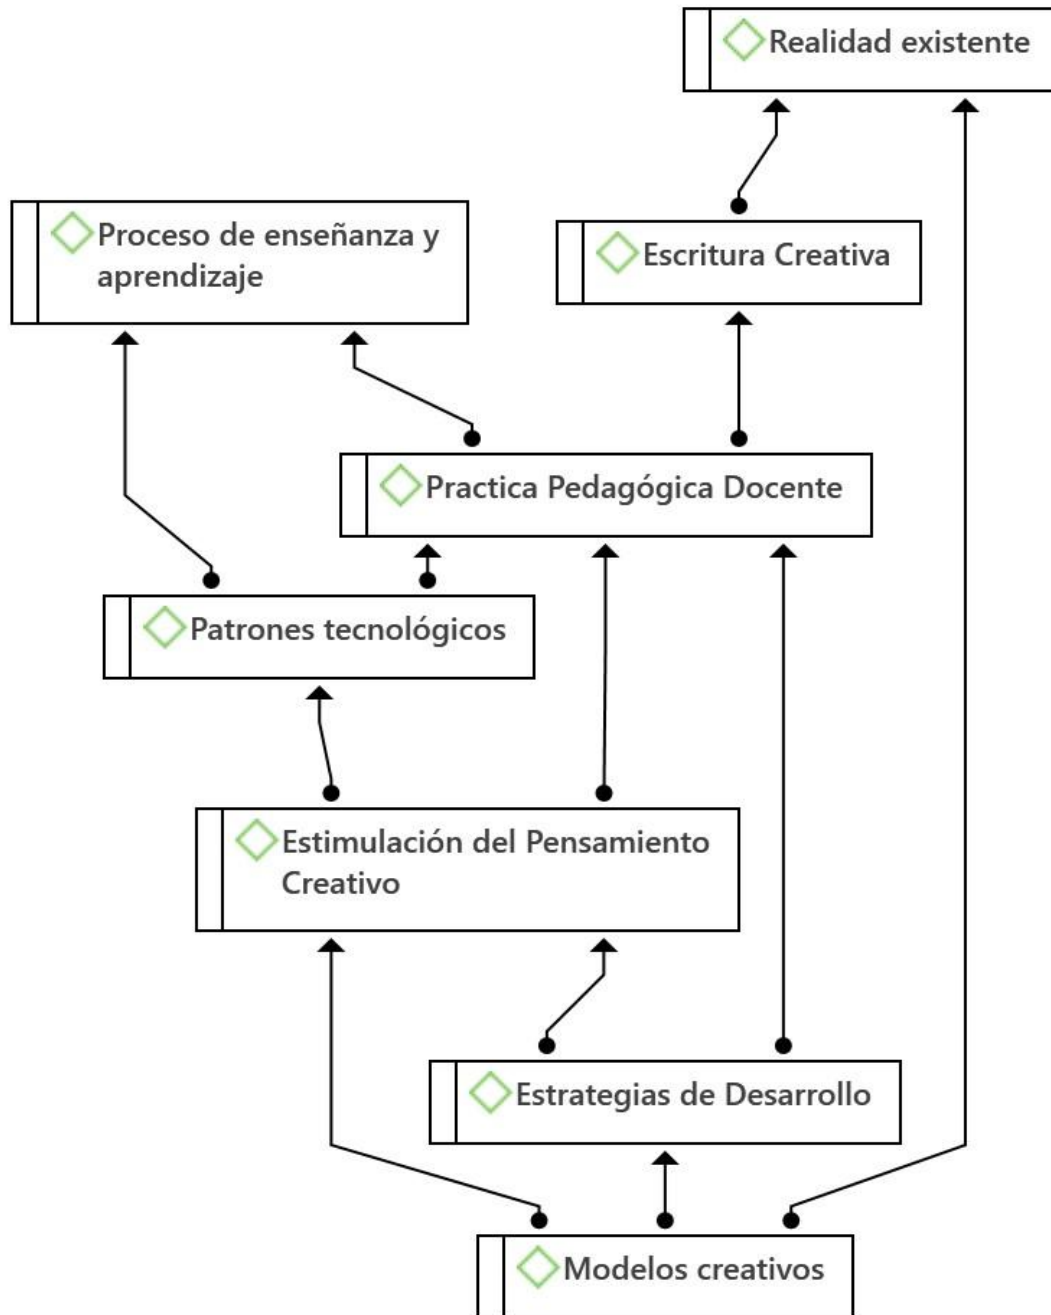 Realidad existente
Proceso de enseñanza y
aprendizaje
Escritura Creativa
Practica Pedagógica Docente
Patrones tecnológicos
Estimulación del Pensamiento
Creativo
Estrategias de Desarrollo
Modelos creativos